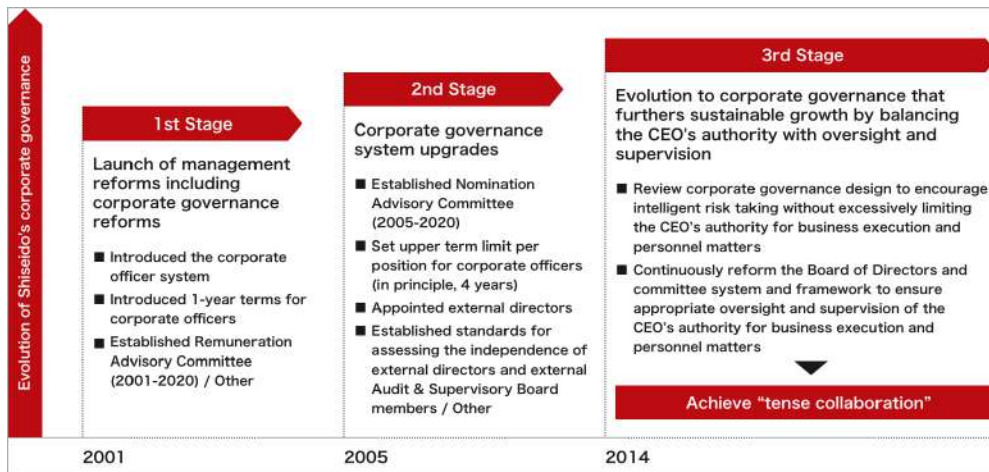 Evolution of Shiseido's corporate governance
1st Stage
Launch of management
reforms including
corporate governance
reforms
■ Introduced the corporate
officer system
■ Introduced 1-year terms for
corporate officers
■ Established Remuneration
Advisory Committee
(2001-2020) / Other
2nd Stage
Corporate governance
system upgrades
■ Established Nomination
Advisory Committee
(2005-2020)
■ Set upper term limit per
position for corporate officers
(in principle, 4 years)
■ Appointed external directors
■ Established standards for
assessing the independence of
external directors and external
Audit & Supervisory Board
members / Other
3rd Stage
Evolution to corporate governance that
furthers sustainable growth by balancing
the CEO's authority with oversight and
supervision
■ Review corporate governance design to encourage
intelligent risk taking without excessively limiting
the CEO's authority for business execution and
personnel matters
■ Continuously reform the Board of Directors and
committee system and framework to ensure
appropriate oversight and supervision of the
CEO's authority for business execution and
personnel matters
Achieve “tense collaboration”
2001
2005
2014